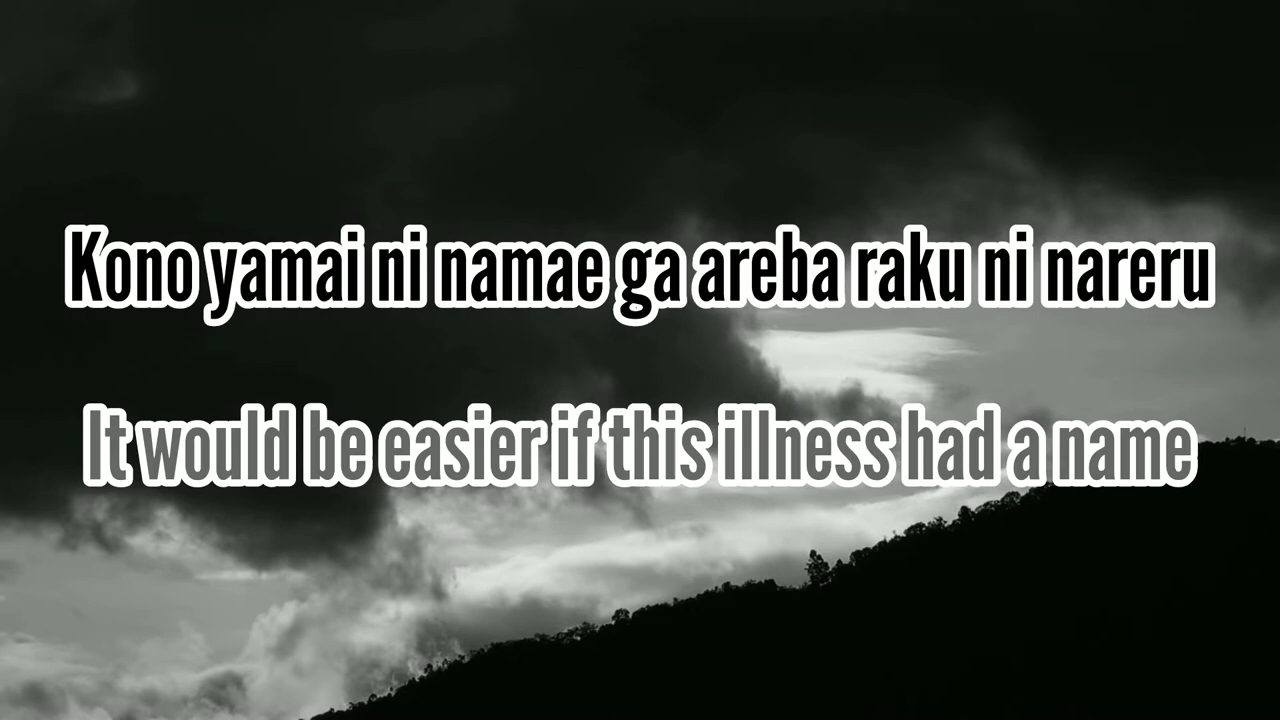 Kono yamai ni namae ga areba raku ni nareru
It would be easier if this illness had a name